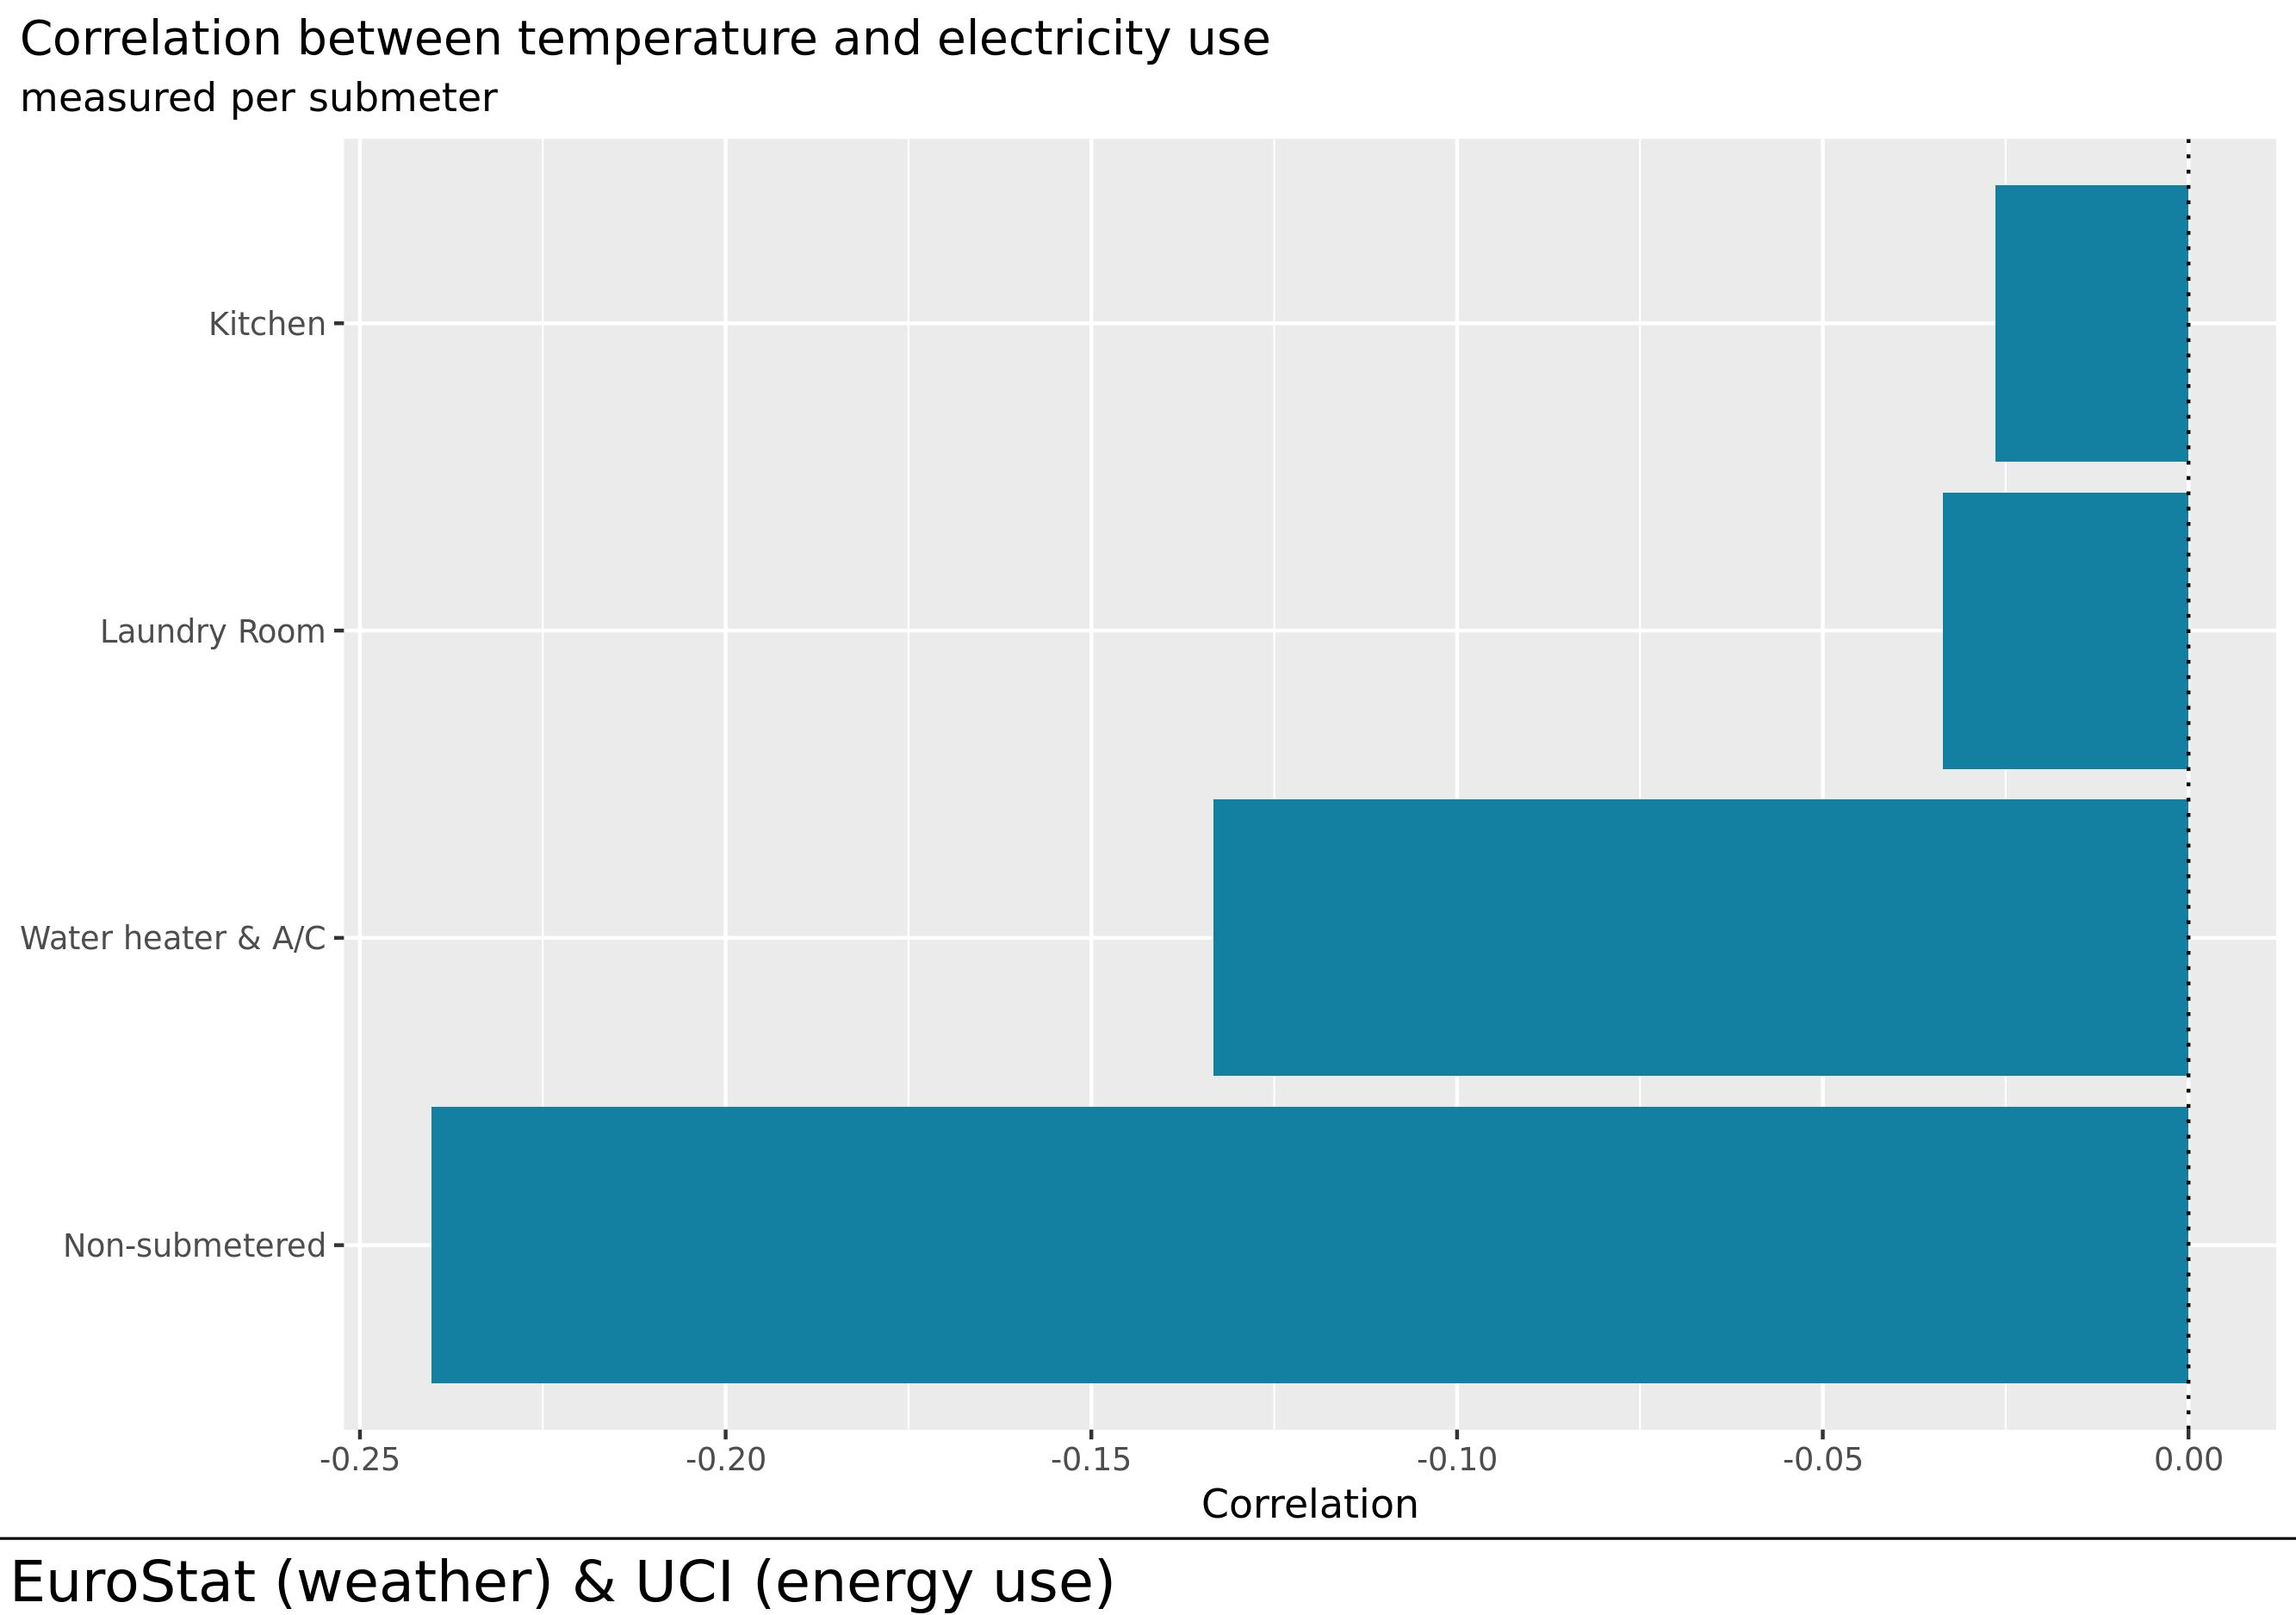 Correlation between temperature and electricity use
measured per submeter
Kitchen
Laundry Room
Water heater & A/C
Non-submetered
-0.25 -0.20 -0.15 -0.10 -0.05 0.00
Correlation
EuroStat (weather) & UCI (energy use)